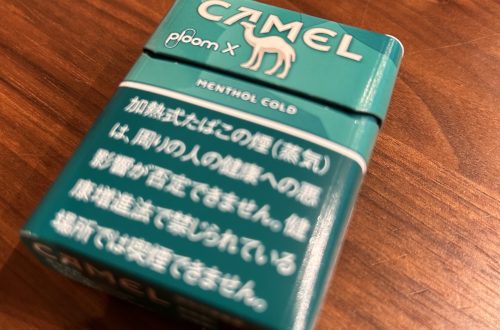 CAMEL
ploom X
MENTHOL COLD
加熱式たばこの煙(蒸気)
は、周りの人の健康への悪
影響が否定できません。健
康増進法で禁じられている
場所では喫煙できません。
CAMEL